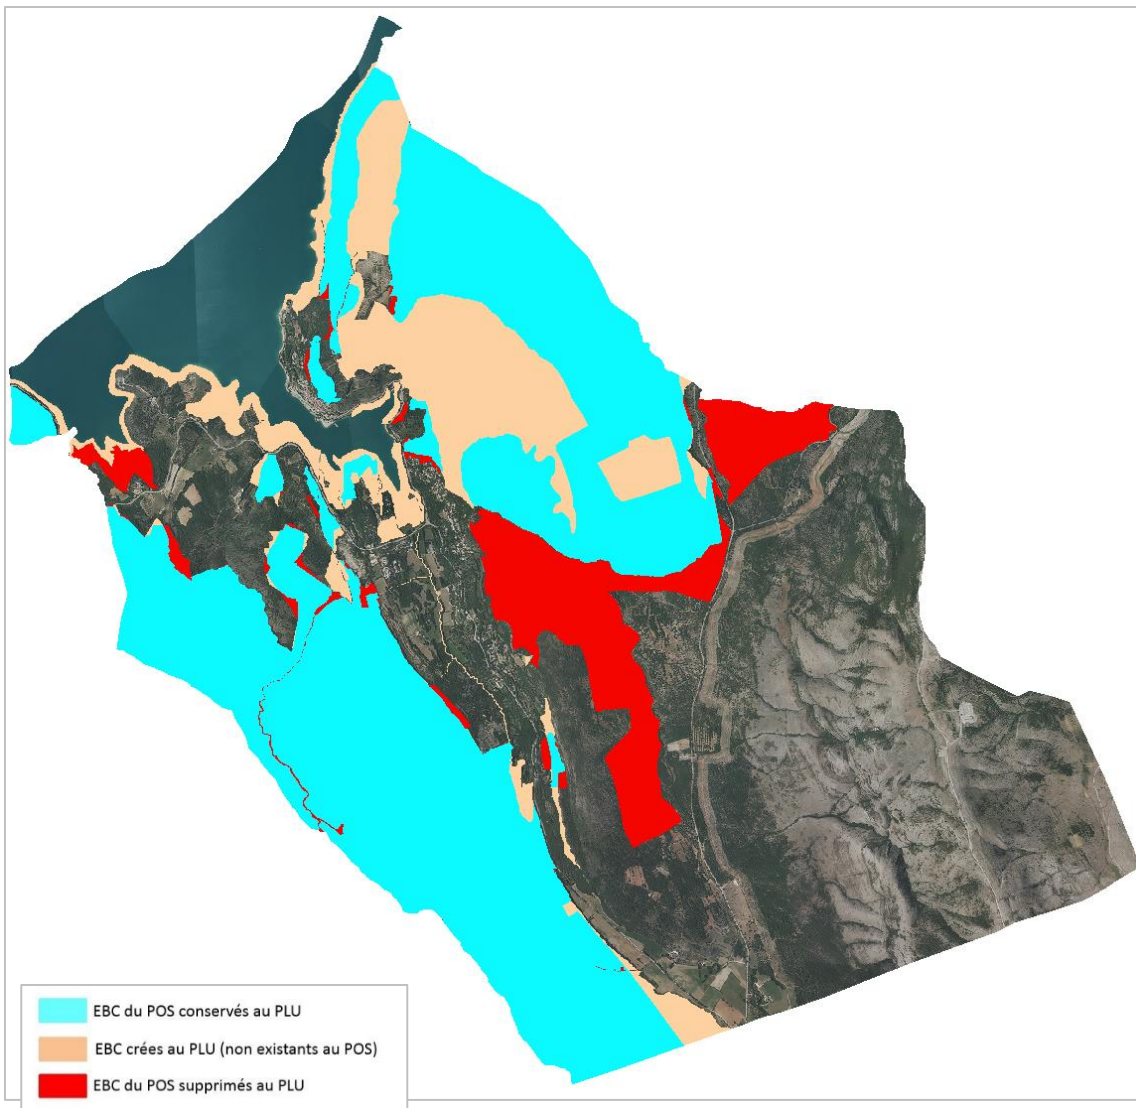 EBC du POS conservés au PLU
EBC crées au PLU (non existants au POS)
EBC du POS supprimés au PLU